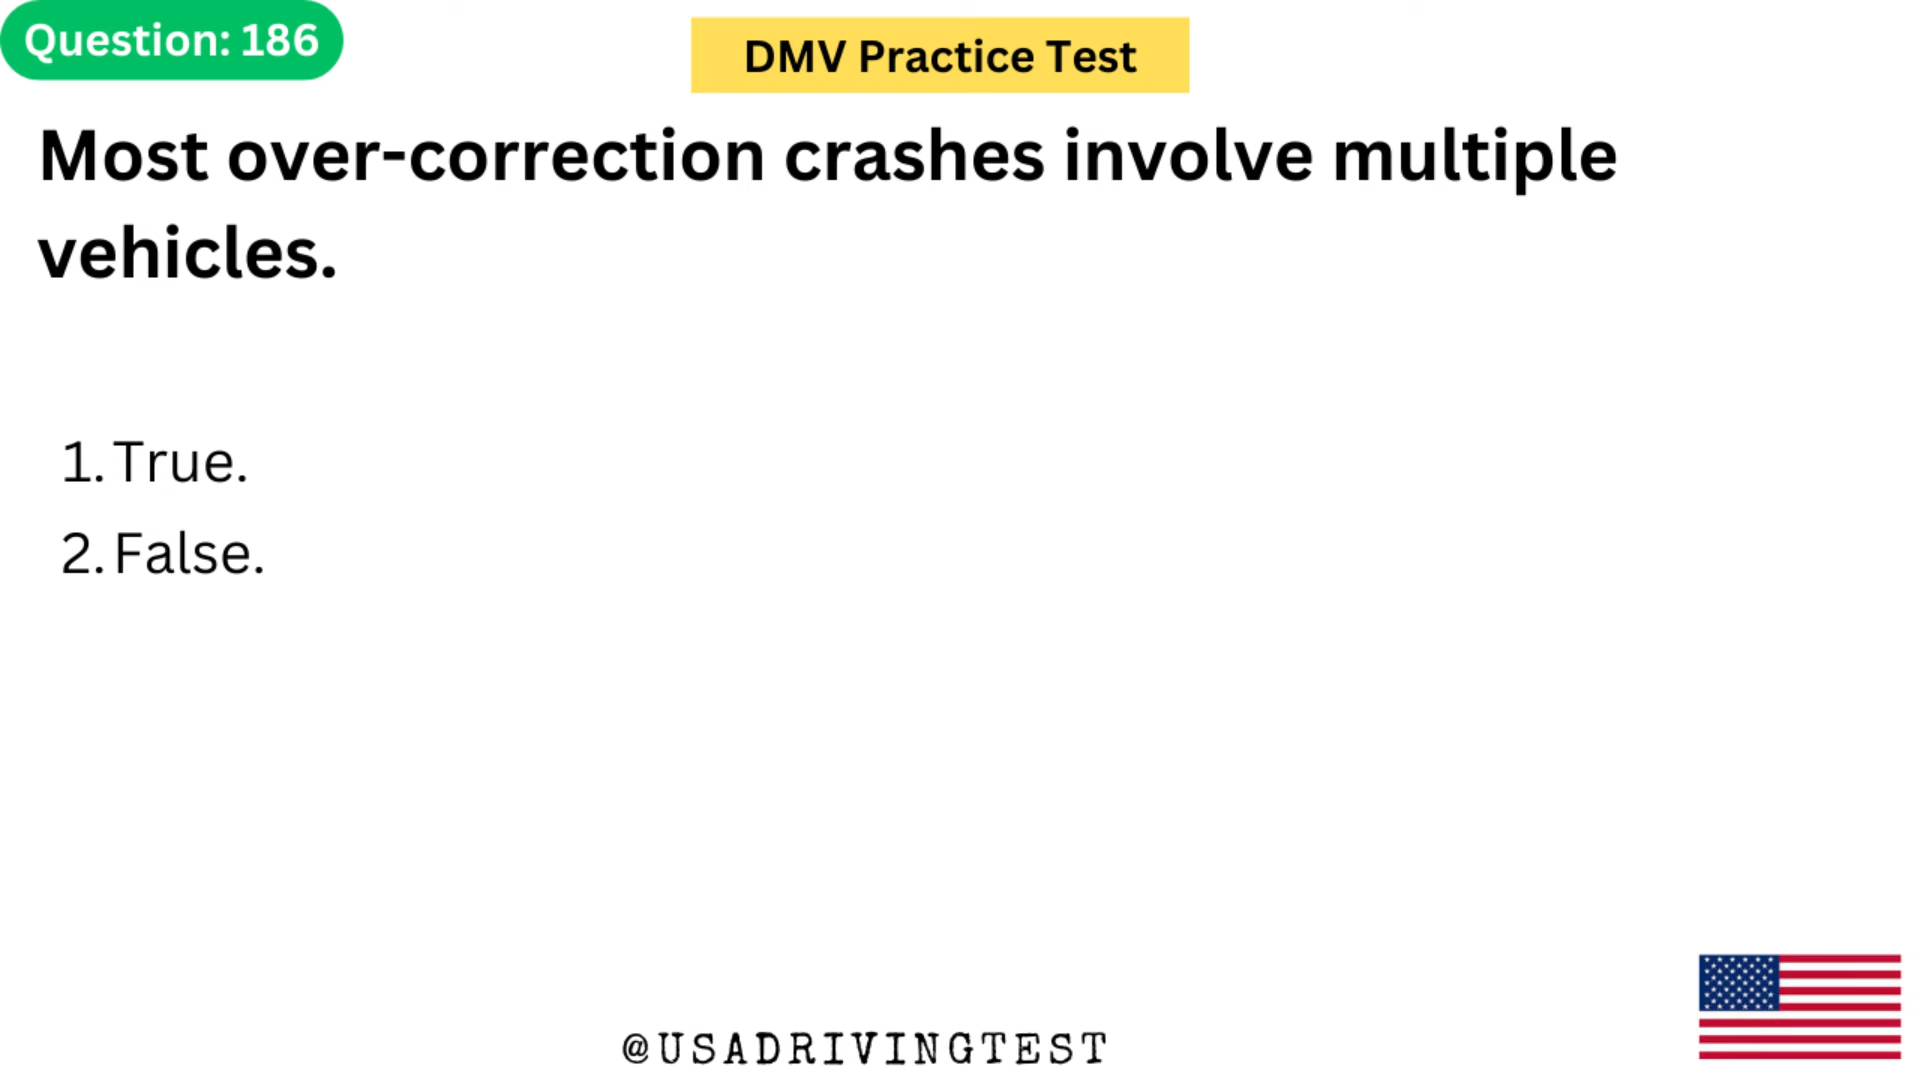 Question: 186
DMV Practice Test
Most over-correction crashes involve multiple
vehicles.
1. True.
2. False.
@USADRIVINGTEST